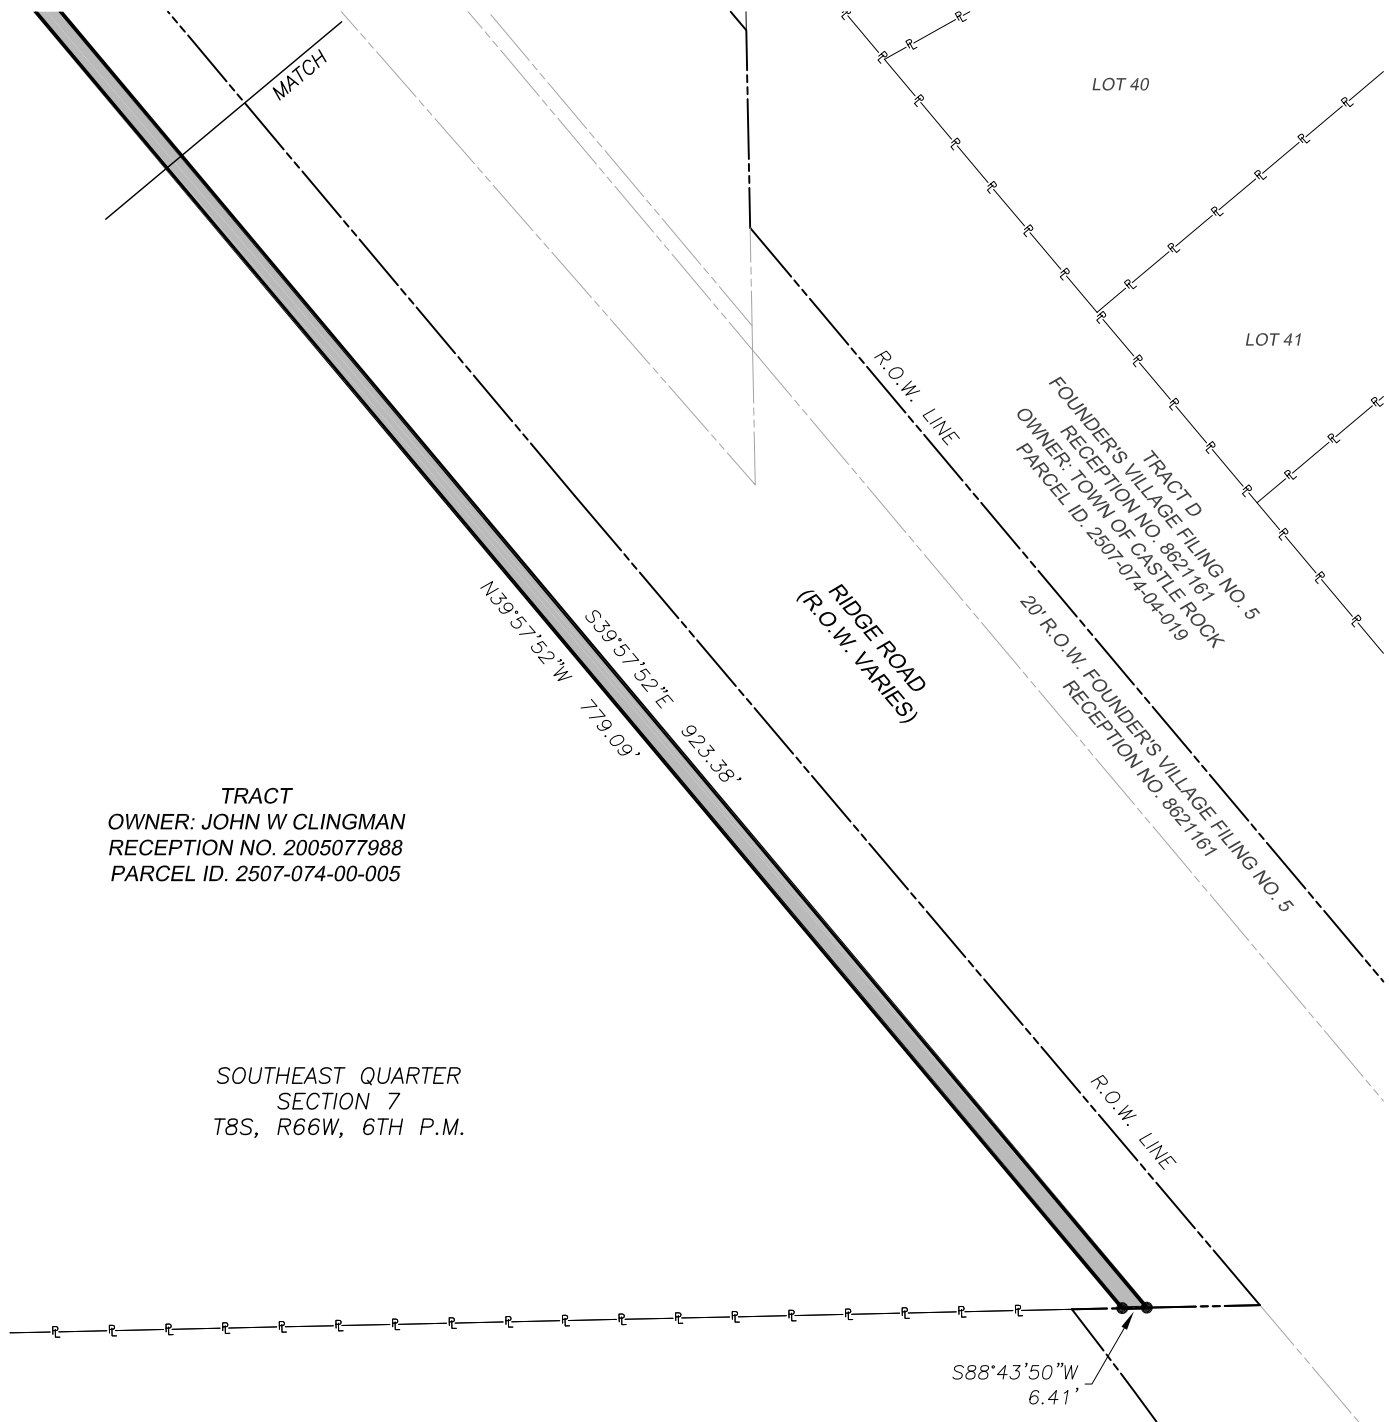 MATCH
LOT 40
LOT 41
R.O.W. LINE
TRACT D
FOUNDER'S VILLAGE FILING NO. 5
RECEPTION NO. 8621161
OWNER: TOWN OF CASTLE ROCK
PARCEL ID. 2507-074-04-019
RIDGE ROAD
(R.O.W. VARIES)
20' R.O.W. FOUNDER'S VILLAGE FILING NO. 5
RECEPTION NO. 8621161
S39°57'52"E 923.38'
N39°57'52"W 779.09'
TRACT
OWNER: JOHN W CLINGMAN
RECEPTION NO. 2005077988
PARCEL ID. 2507-074-00-005
SOUTHEAST QUARTER
SECTION 7
T8S, R66W, 6TH P.M.
R.O.W. LINE
S88°43'50"W
6.41'